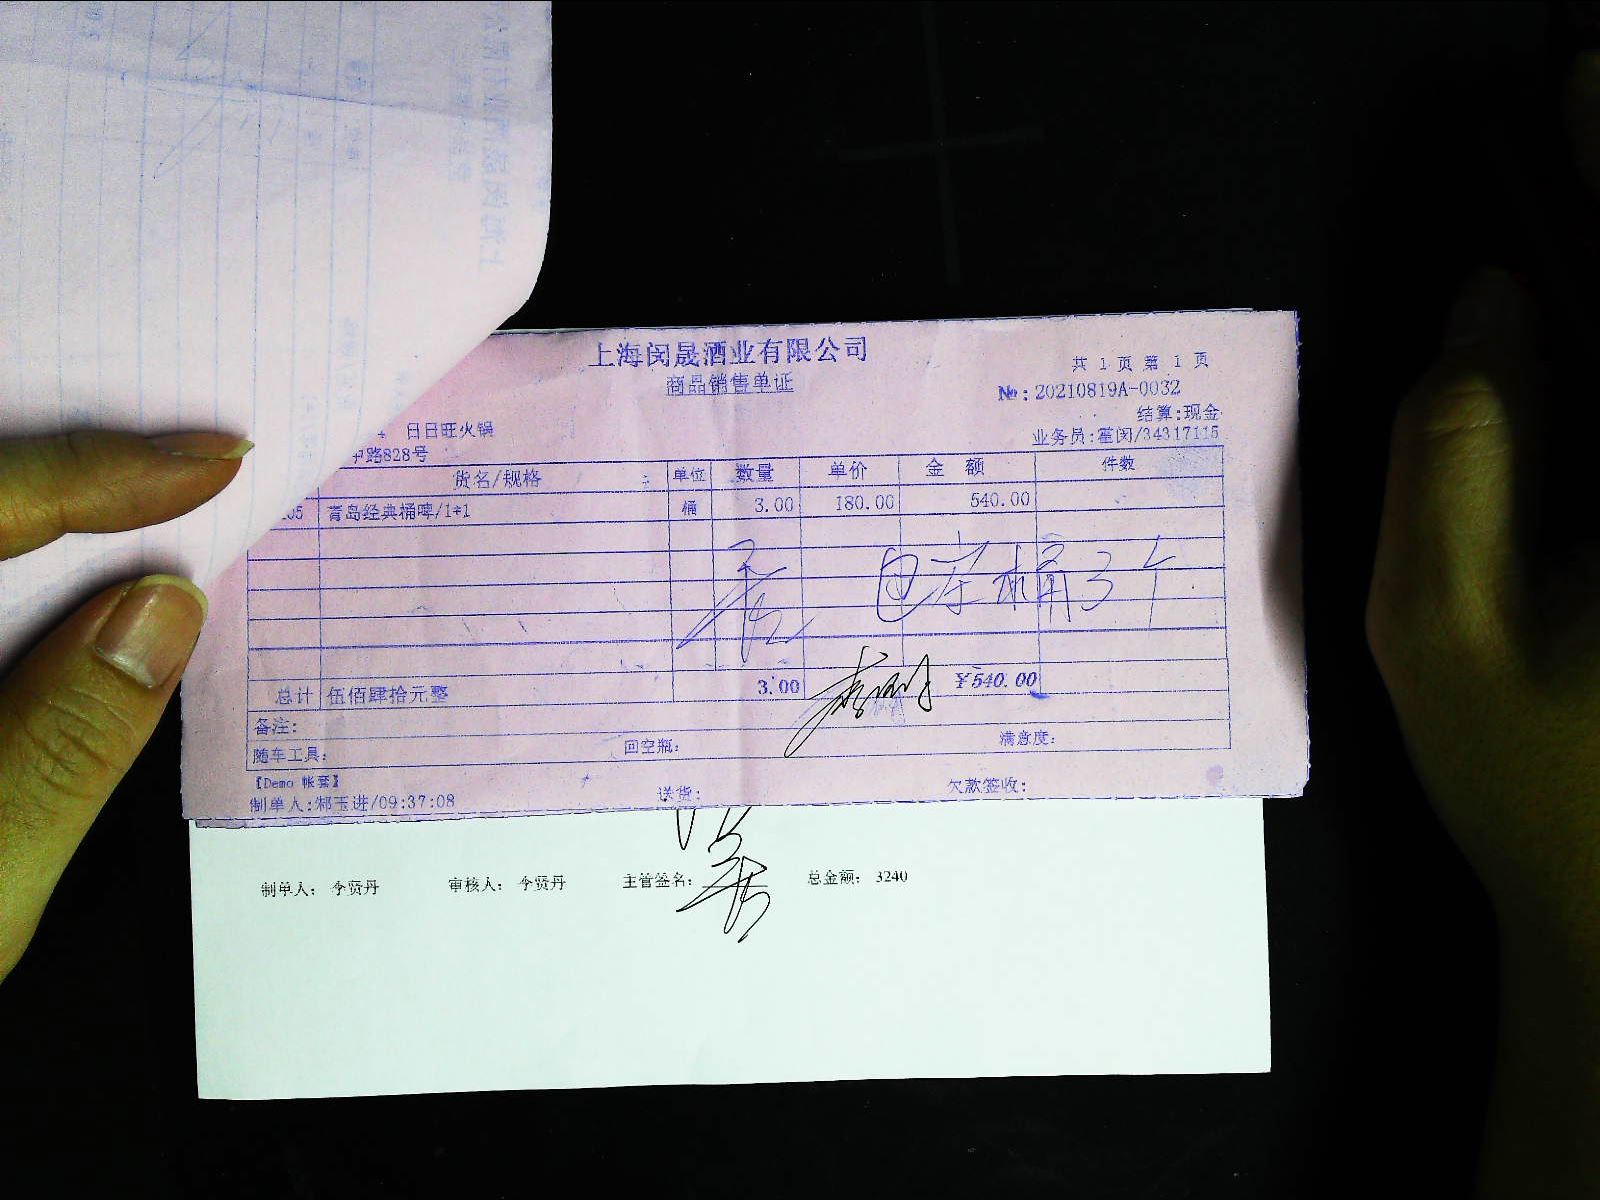 上海闵晟酒业有限公司
商品销售单证
共 1 页 第 1 页
№:20210819A-0032
结算:现金
业务员:霍闵/34317115
日日旺火锅
路828号
货名/规格 单位 数量 单价 金额 件数
05 青岛经典桶啤/1*1 桶 3.00 180.00 540.00
桶3个
总计 伍佰肆拾元整 3.00 ¥540.00
备注:
随车工具: 回空瓶: 满意度:
【Demo 帐套】
制单人:郏玉进/09:37:08 送货: 欠款签收:
制单人: 李贤丹 审核人: 李贤丹 主管签名: 总金额: 3240